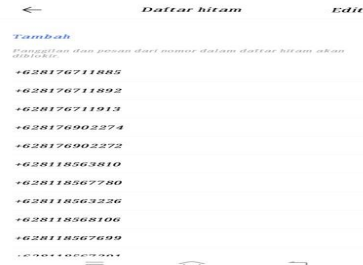 Daftar hitam
Edit
Tambah
Panggilan dan pesan dari nomor dalam daftar hitam akan
diblokir.
+628176711885
+628176711892
+628176711913
+628176902274
+628176902272
+628118563810
+628118567780
+628118563226
+628118568106
+628118567699